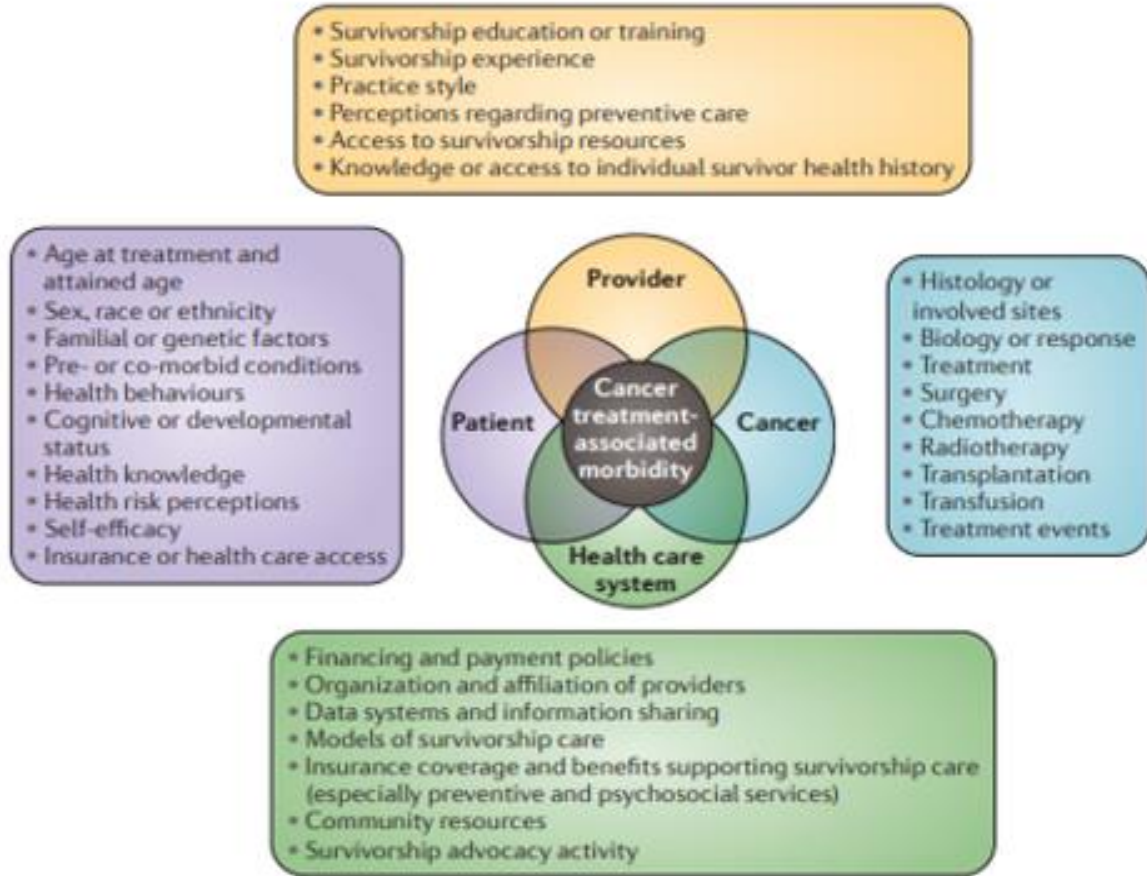 • Survivorship education or training
• Survivorship experience
• Practice style
• Perceptions regarding preventive care
• Access to survivorship resources
• Knowledge or access to individual survivor health history
• Age at treatment and
attained age
• Sex, race or ethnicity
• Familial or genetic factors
• Pre- or co-morbid conditions
• Health behaviours
• Cognitive or developmental
status
• Health knowledge
• Health risk perceptions
• Self-efficacy
• Insurance or health care access
Provider
Patient
Cancer
treatment-
associated
morbidity
Cancer
Health care
system
• Histology or
involved sites
• Biology or response
• Treatment
• Surgery
• Chemotherapy
• Radiotherapy
• Transplantation
• Transfusion
• Treatment events
• Financing and payment policies
• Organization and affiliation of providers
• Data systems and information sharing
• Models of survivorship care
• Insurance coverage and benefits supporting survivorship care
(especially preventive and psychosocial services)
• Community resources
• Survivorship advocacy activity